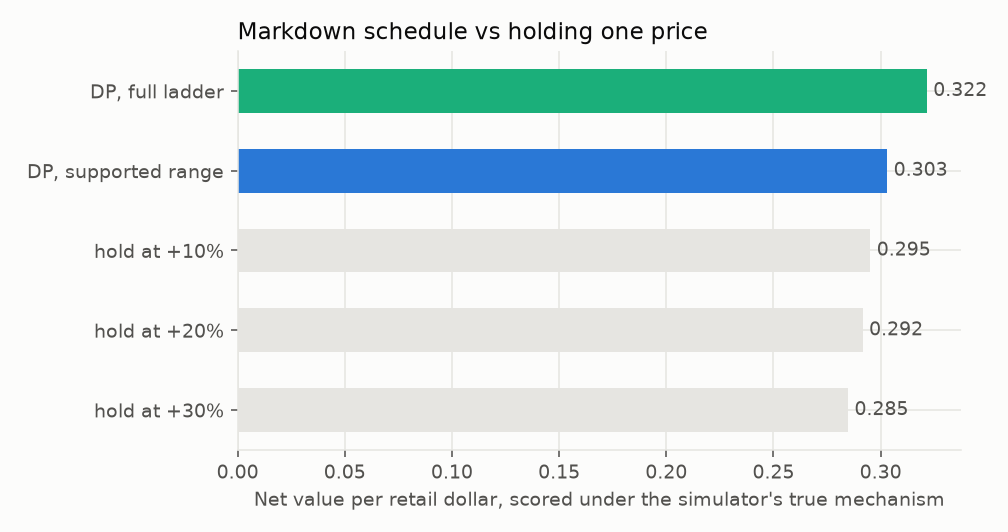 Markdown schedule vs holding one price
DP, full ladder
0.322
DP, supported range
0.303
hold at +10%
0.295
hold at +20%
0.292
hold at +30%
0.285
0.00 0.05 0.10 0.15 0.20 0.25 0.30
Net value per retail dollar, scored under the simulator's true mechanism